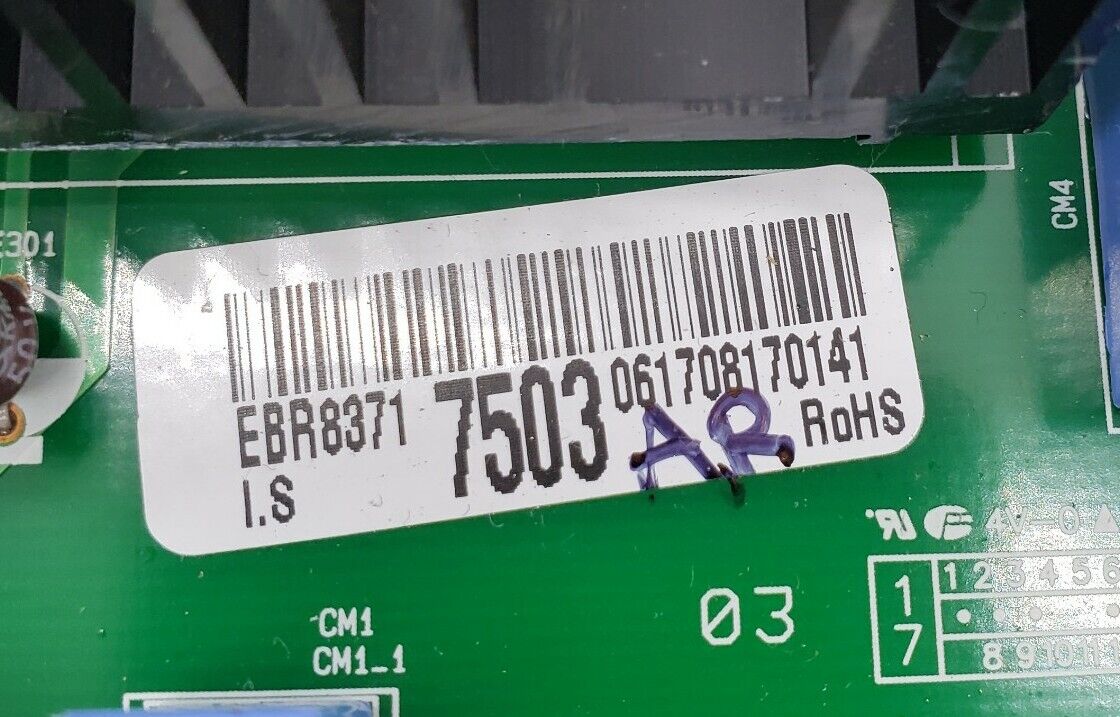 E301
CM4
EBR8371 7503 061708170141
I.S AR RoHS
4V-0
1 1 2 3 4 5 6
7 8 9 10 11
03
CM1
CM1_1